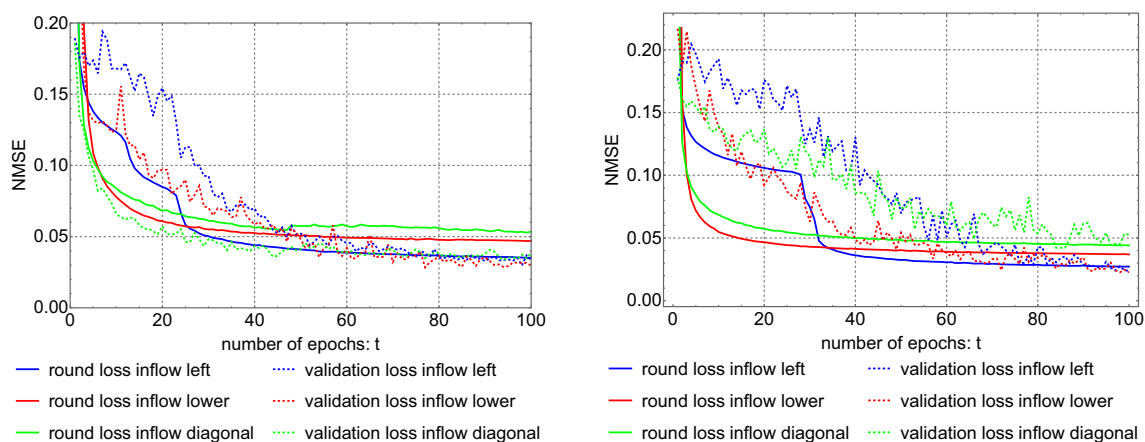 0.20
0.15
0.10
0.05
0.00
NMSE
0 20 40 60 80 100
number of epochs: t
round loss inflow left
validation loss inflow left
round loss inflow lower
validation loss inflow lower
round loss inflow diagonal
validation loss inflow diagonal
0.20
0.15
0.10
0.05
0.00
NMSE
0 20 40 60 80 100
number of epochs: t
round loss inflow left
validation loss inflow left
round loss inflow lower
validation loss inflow lower
round loss inflow diagonal
validation loss inflow diagonal